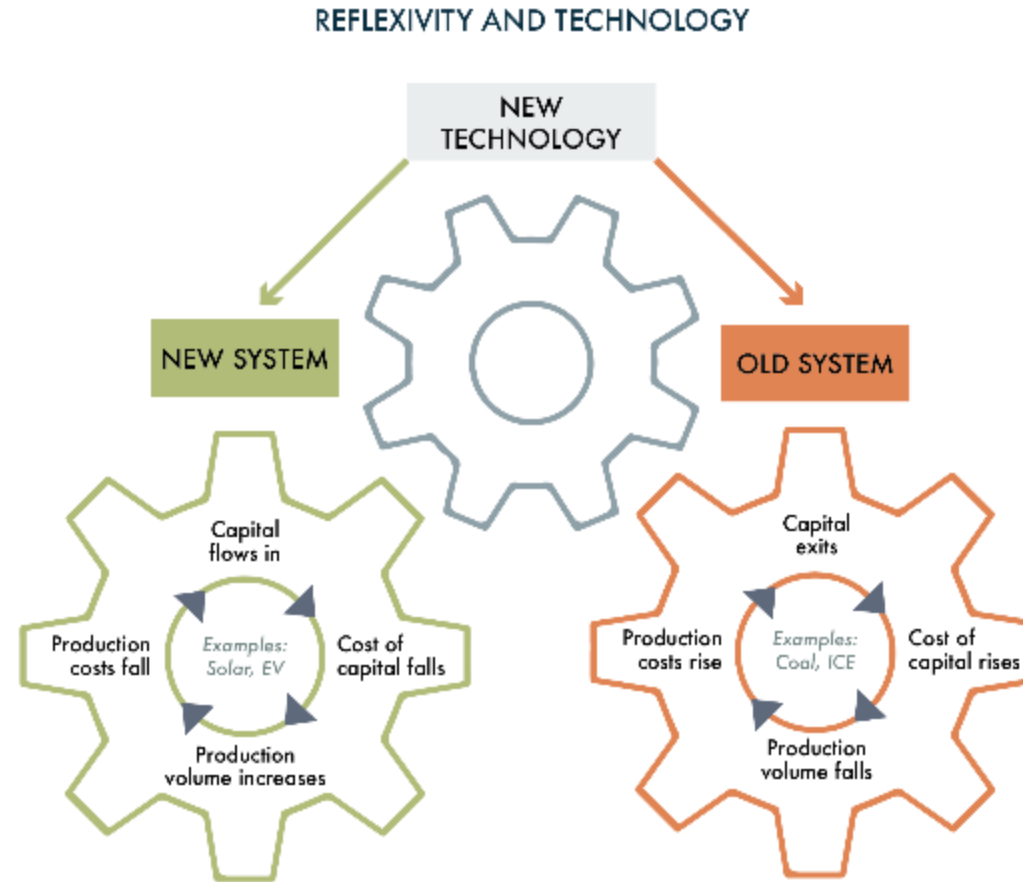 REFLEXIVITY AND TECHNOLOGY
NEW
TECHNOLOGY
NEW SYSTEM
OLD SYSTEM
Capital
flows in
Production
costs fall
Examples:
Solar, EV
Cost of
capital falls
Production
volume increases
Capital
exits
Production
costs rise
Examples:
Coal, ICE
Cost of
capital rises
Production
volume falls